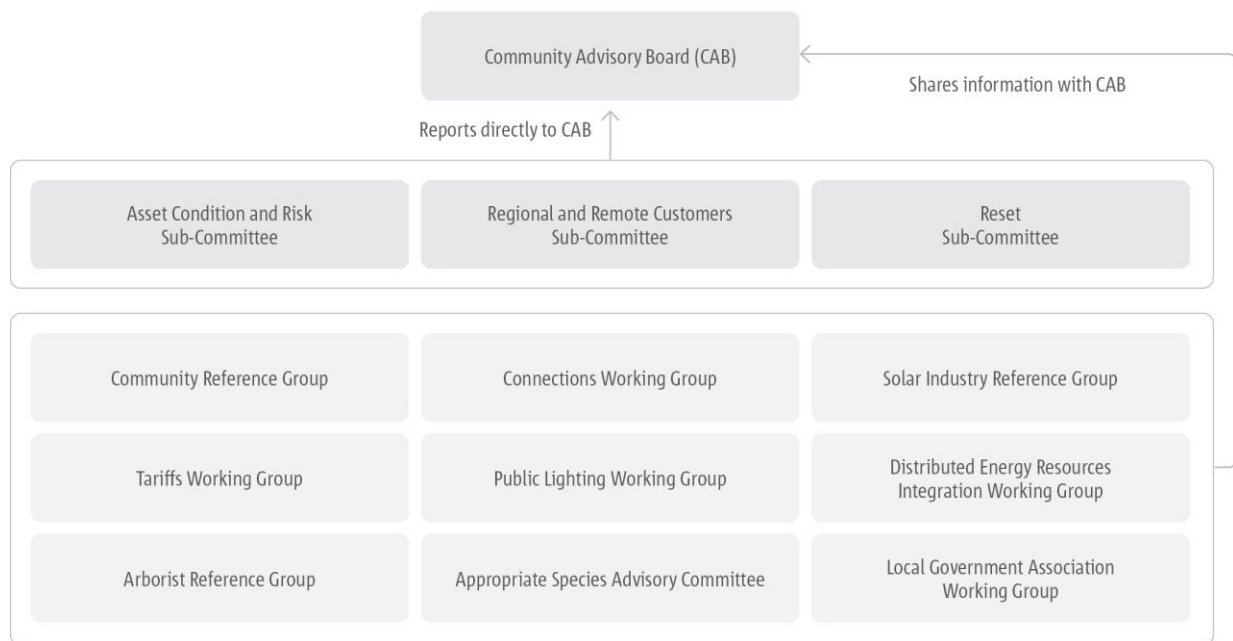 Community Advisory Board (CAB)
Shares information with CAB
Reports directly to CAB
Asset Condition and Risk
Sub-Committee
Regional and Remote Customers
Sub-Committee
Reset
Sub-Committee
Community Reference Group
Connections Working Group
Solar Industry Reference Group
Tariffs Working Group
Public Lighting Working Group
Distributed Energy Resources
Integration Working Group
Arborist Reference Group
Appropriate Species Advisory Committee
Local Government Association
Working Group